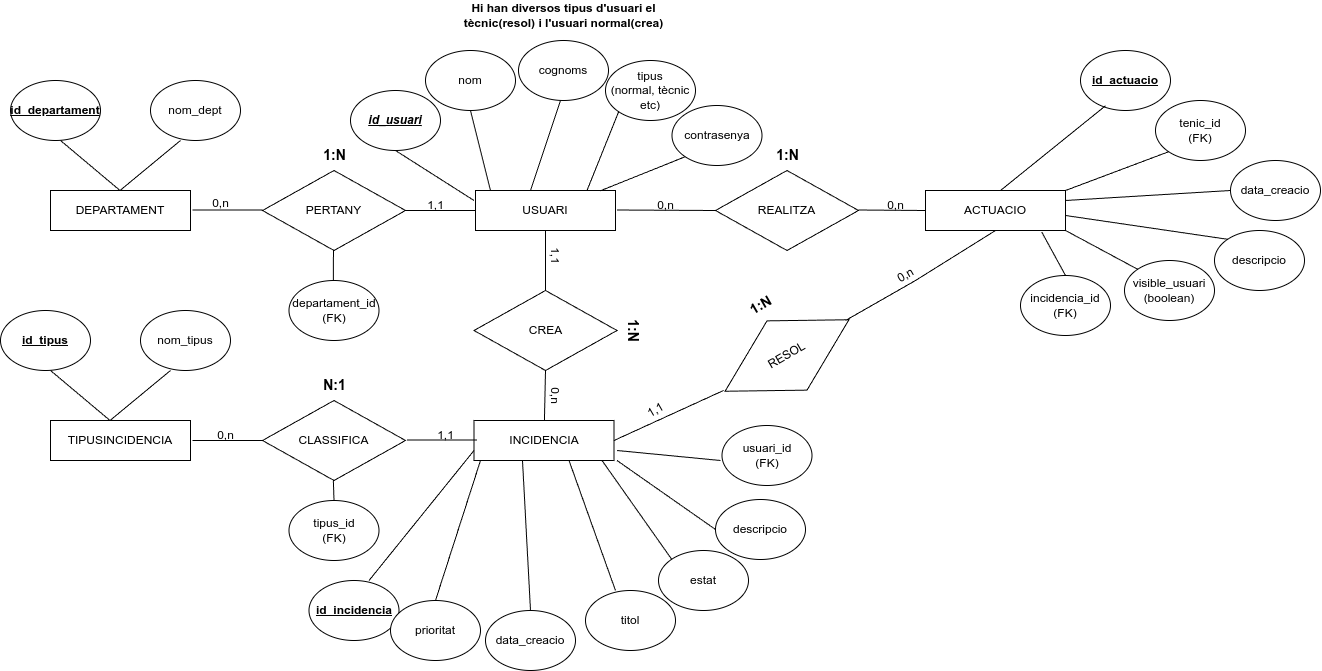 Hi han diversos tipus d'usuari el
tècnic(resol) i l'usuari normal(crea)
id_departament
nom_dept
id_usuari
nom
cognoms
tipus
(normal, tècnic
etc)
contrasenya
id_actuacio
tenic_id
(FK)
data_creacio
descripcio
visible_usuari
(boolean)
incidencia_id
(FK)
1:N
1:N
DEPARTAMENT
0,n
PERTANY
1,1
USUARI
0,n
REALITZA
0,n
ACTUACIO
departament_id
(FK)
1,1
CREA
1:N
0,n
0,n
1:N
RESOL
1,1
id_tipus
nom_tipus
N:1
TIPUSINCIDENCIA
0,n
CLASSIFICA
1,1
INCIDENCIA
tipus_id
(FK)
usuari_id
(FK)
descripcio
estat
titol
data_creacio
prioritat
id_incidencia